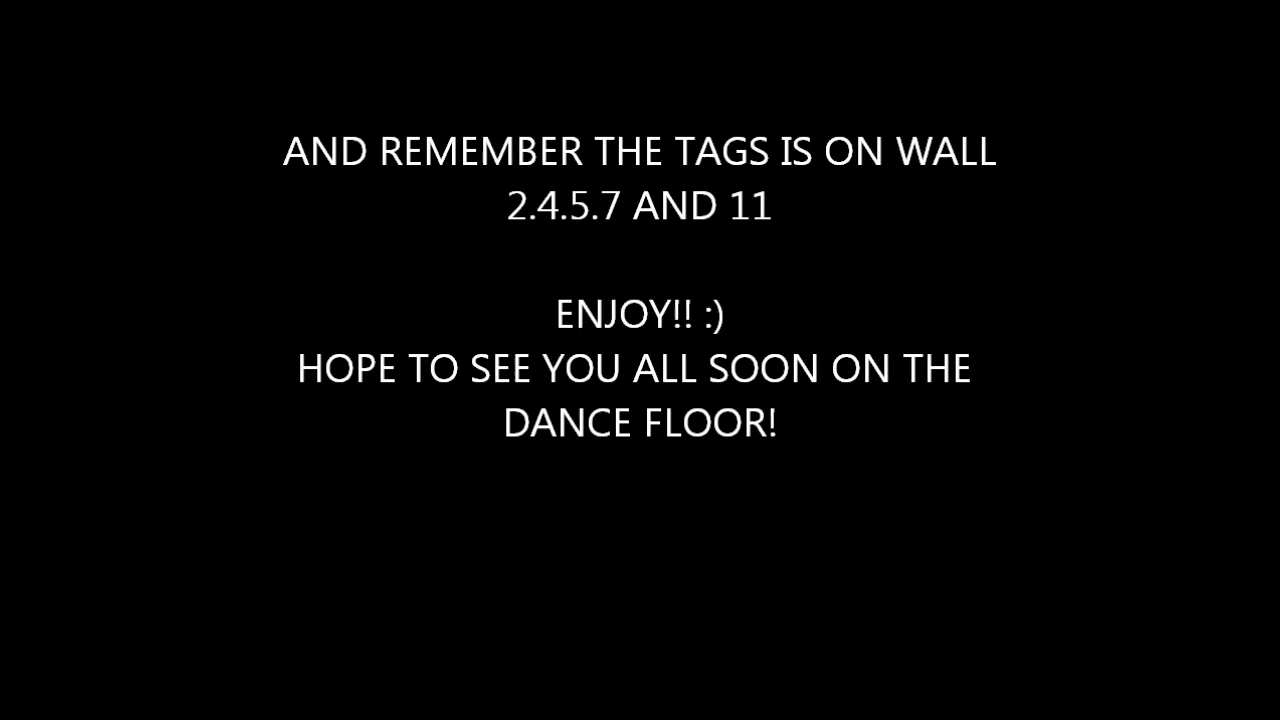 AND REMEMBER THE TAGS IS ON WALL
2.4.5.7 AND 11
ENJOY!! :)
HOPE TO SEE YOU ALL SOON ON THE
DANCE FLOOR!